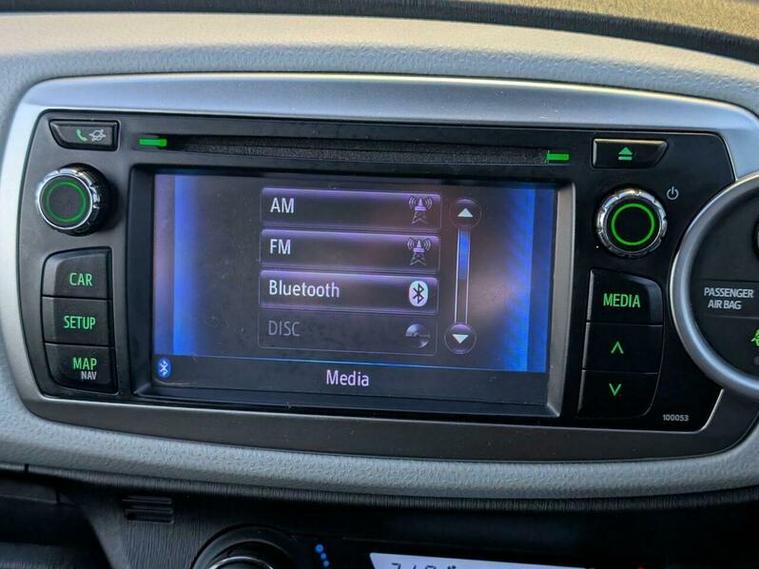 AM
FM
Bluetooth
DISC
Media
CAR
SETUP
MAP
NAV
MEDIA
100053
PASSENGER
AIR BAG